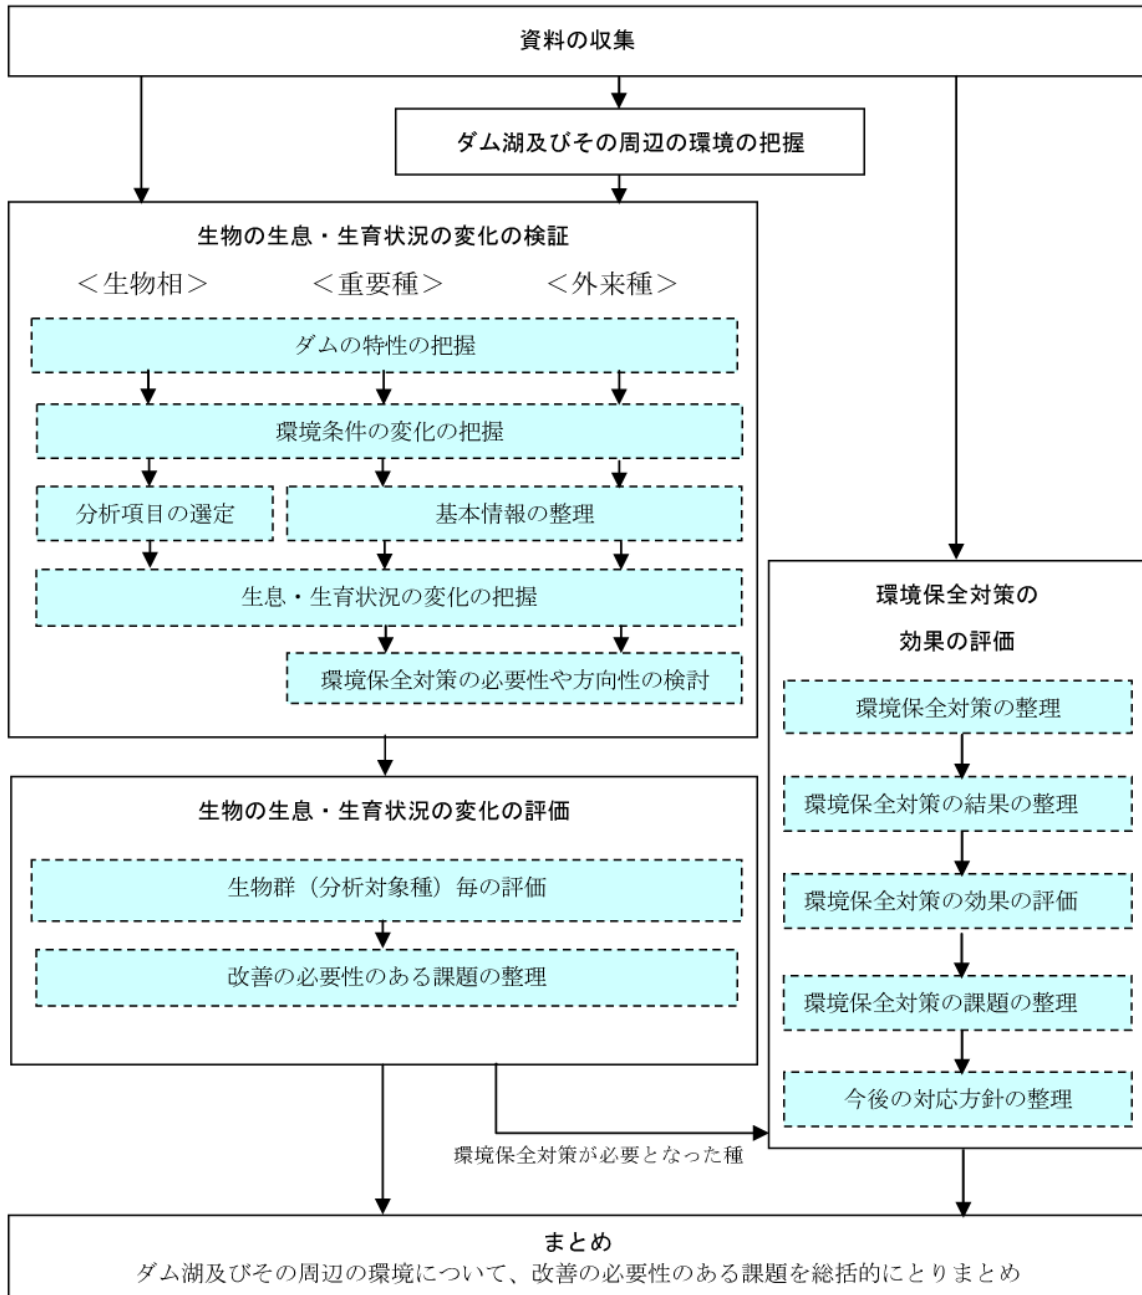 資料の収集
ダム湖及びその周辺の環境の把握
生物の生息・生育状況の変化の検証
＜生物相＞ ＜重要種＞ ＜外来種＞
ダムの特性の把握
環境条件の変化の把握
分析項目の選定
基本情報の整理
生息・生育状況の変化の把握
環境保全対策の必要性や方向性の検討
生物の生息・生育状況の変化の評価
生物群（分析対象種）毎の評価
改善の必要性のある課題の整理
環境保全対策が必要となった種
環境保全対策の
効果の評価
環境保全対策の整理
環境保全対策の結果の整理
環境保全対策の効果の評価
環境保全対策の課題の整理
今後の対応方針の整理
まとめ
ダム湖及びその周辺の環境について、改善の必要性のある課題を総括的にとりまとめ